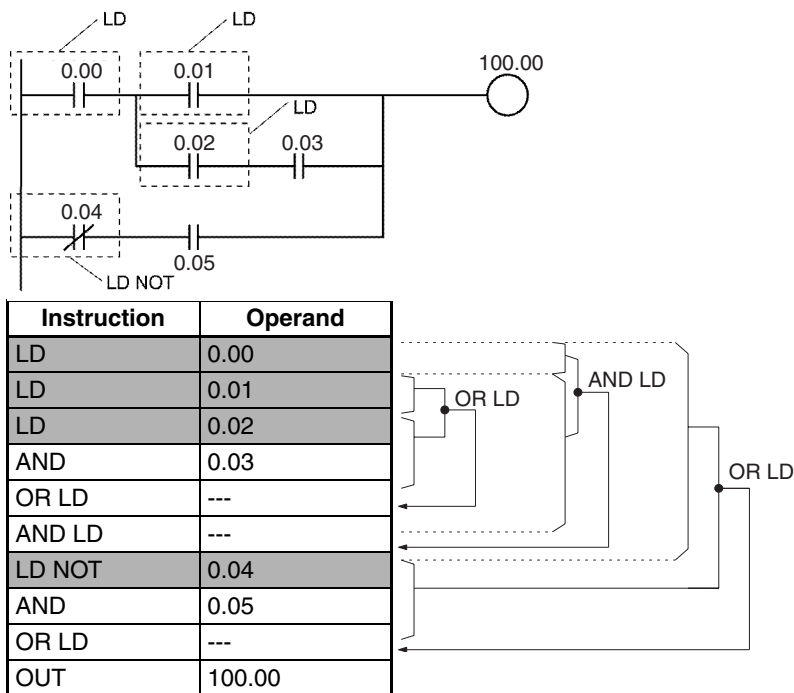 LD LD
0.00 0.01 100.00
LD
0.02 0.03
0.04
0.05
LD NOT
Instruction Operand
LD 0.00
LD 0.01
LD 0.02
AND 0.03
OR LD ---
AND LD ---
LD NOT 0.04
AND 0.05
OR LD ---
OUT 100.00
AND LD
OR LD
OR LD